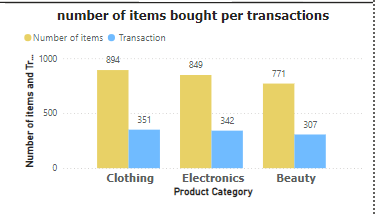 number of items bought per transactions
Number of items Transaction
1000
500
0
Number of items and Tr...
894
351
849
342
771
307
Clothing Electronics Beauty
Product Category